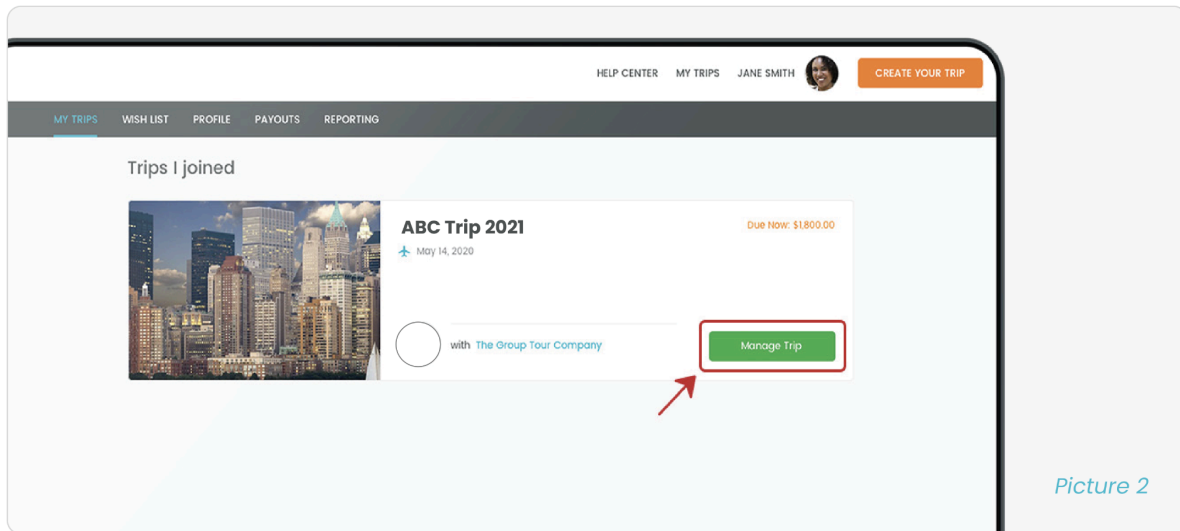 HELP CENTER MY TRIPS JANE SMITH CREATE YOUR TRIP
MY TRIPS WISH LIST PROFILE PAYOUTS REPORTING
Trips I joined
ABC Trip 2021 Due Now: $1,800.00
May 14, 2020
with The Group Tour Company Manage Trip
Picture 2